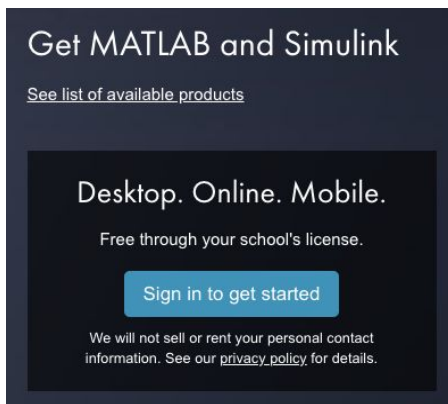 Get MATLAB and Simulink
See list of available products
Desktop. Online. Mobile.
Free through your school's license.
Sign in to get started
We will not sell or rent your personal contact
information. See our privacy policy for details.